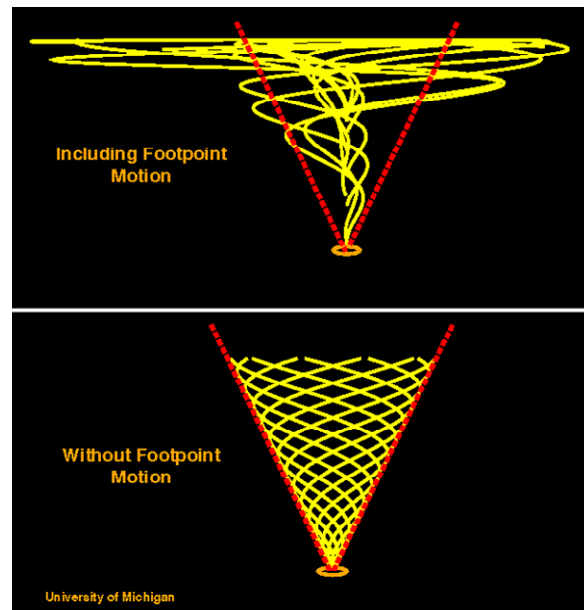 Including Footpoint
Motion
Without Footpoint
Motion
University of Michigan